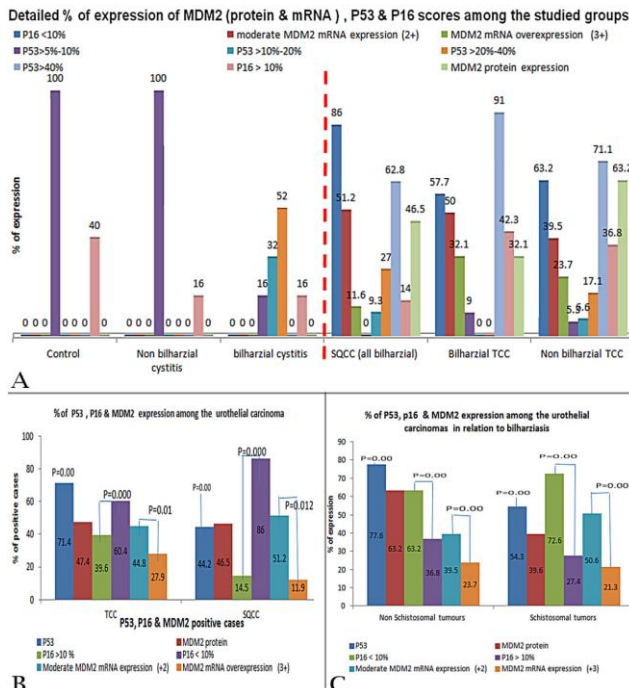 Detailed % of expression of MDM2 (protein & mRNA) , P53 & P16 scores among the studied groups
P16 <10% moderate MDM2 mRNA expression (2+) MDM2 mRNA overexpression (3+)
P53>5%-10% P53 >10%-20% P53 >20%-40%
P53>40% P16 > 10% MDM2 protein expression
% of expression
0 0 0 100 0 0 0 40 0
0 0 0 100 0 0 0 16 0
0 0 0 16 32 52 0 16 0
86 51.2 11.6 0 9.3 27 62.8 14 46.5
57.7 50 32.1 9 0 0 91 42.3 32.1
63.2 39.5 23.7 5.3 6.6 17.1 71.1 36.8 63.2
Control Non bilharzial cystitis bilharzial cystitis SQCC (all bilharzial) Bilharzial TCC Non bilharzial TCC
A
% of P53 , P16 & MDM2 expression among the urothelial carcinoma
% of positive cases
100
80
60
40
20
0
P=0.00 P=0.000 P=0.01
71.4 47.4 39.6 60.4 44.8 27.9
P=0.00 P=0.000 P=0.012
44.2 46.5 14.5 86 51.2 11.9
TCC SQCC
P53, P16 & MDM2 positive cases
P53 MDM2 protein
P16 >10 % P16 < 10%
Moderate MDM2 mRNA expression (+2) MDM2 mRNA overexpression (3+)
B
% of P53, p16 & MDM2 expression among the urothelial
carcinomas in relation to bilharziasis
% of expression
90
80
70
60
50
40
30
20
10
0
P=0.00 P=0.00 P=0.00
77.6 63.2 63.2 36.8 39.5 23.7
P=0.00 P=0.00 P=0.00
54.3 39.6 72.6 27.4 50.6 21.3
Non Schistosomal tumours Schistosomal tumors
P53 MDM2 protein
P16 < 10% P16 > 10%
Moderate MDM2 mRNA expression (+2) MDM2 mRNA expression (+3)
C